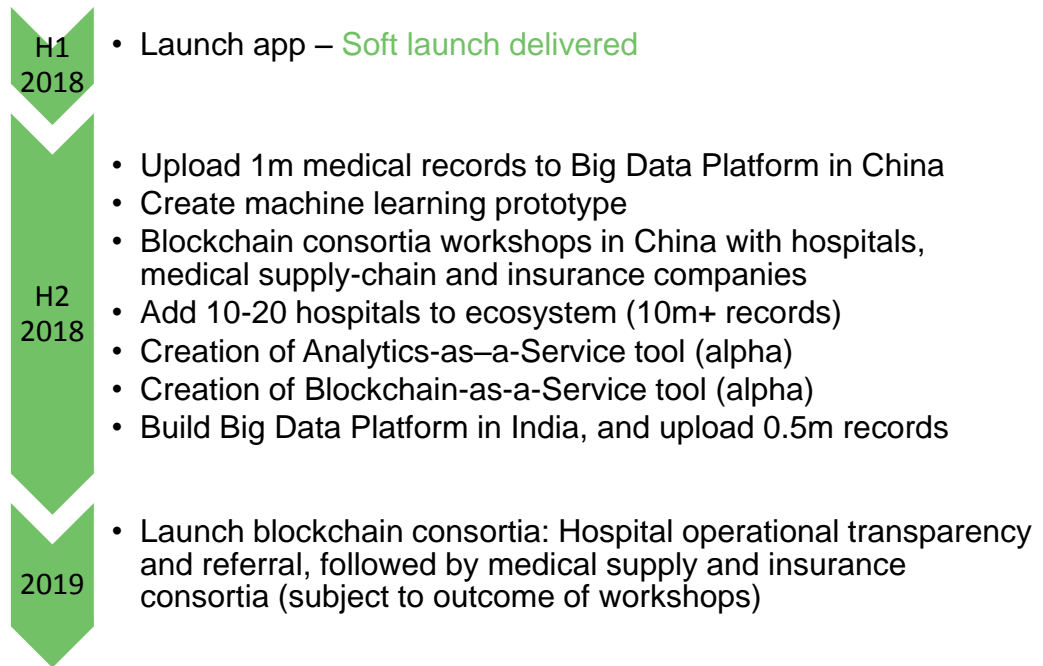 H1
2018
• Launch app – Soft launch delivered
• Upload 1m medical records to Big Data Platform in China
• Create machine learning prototype
• Blockchain consortia workshops in China with hospitals,
medical supply-chain and insurance companies
H2
2018
• Add 10-20 hospitals to ecosystem (10m+ records)
• Creation of Analytics-as–a-Service tool (alpha)
• Creation of Blockchain-as-a-Service tool (alpha)
• Build Big Data Platform in India, and upload 0.5m records
2019
• Launch blockchain consortia: Hospital operational transparency
and referral, followed by medical supply and insurance
consortia (subject to outcome of workshops)